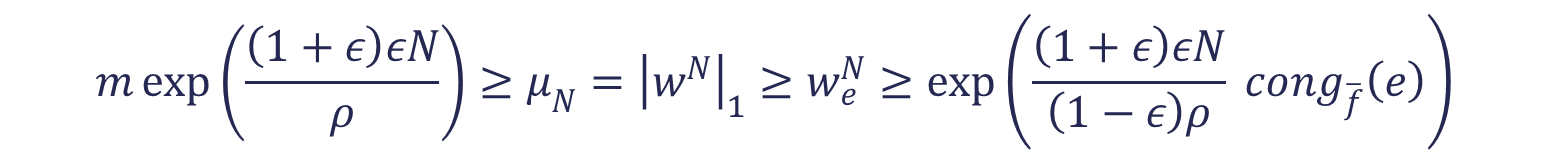 m exp((1 + ϵ)ϵN / ρ) ≥ μ_N = |w^N|_1 ≥ w_e^N ≥ exp((1 + ϵ)ϵN / (1 − ϵ)ρ cong_f̅(e))